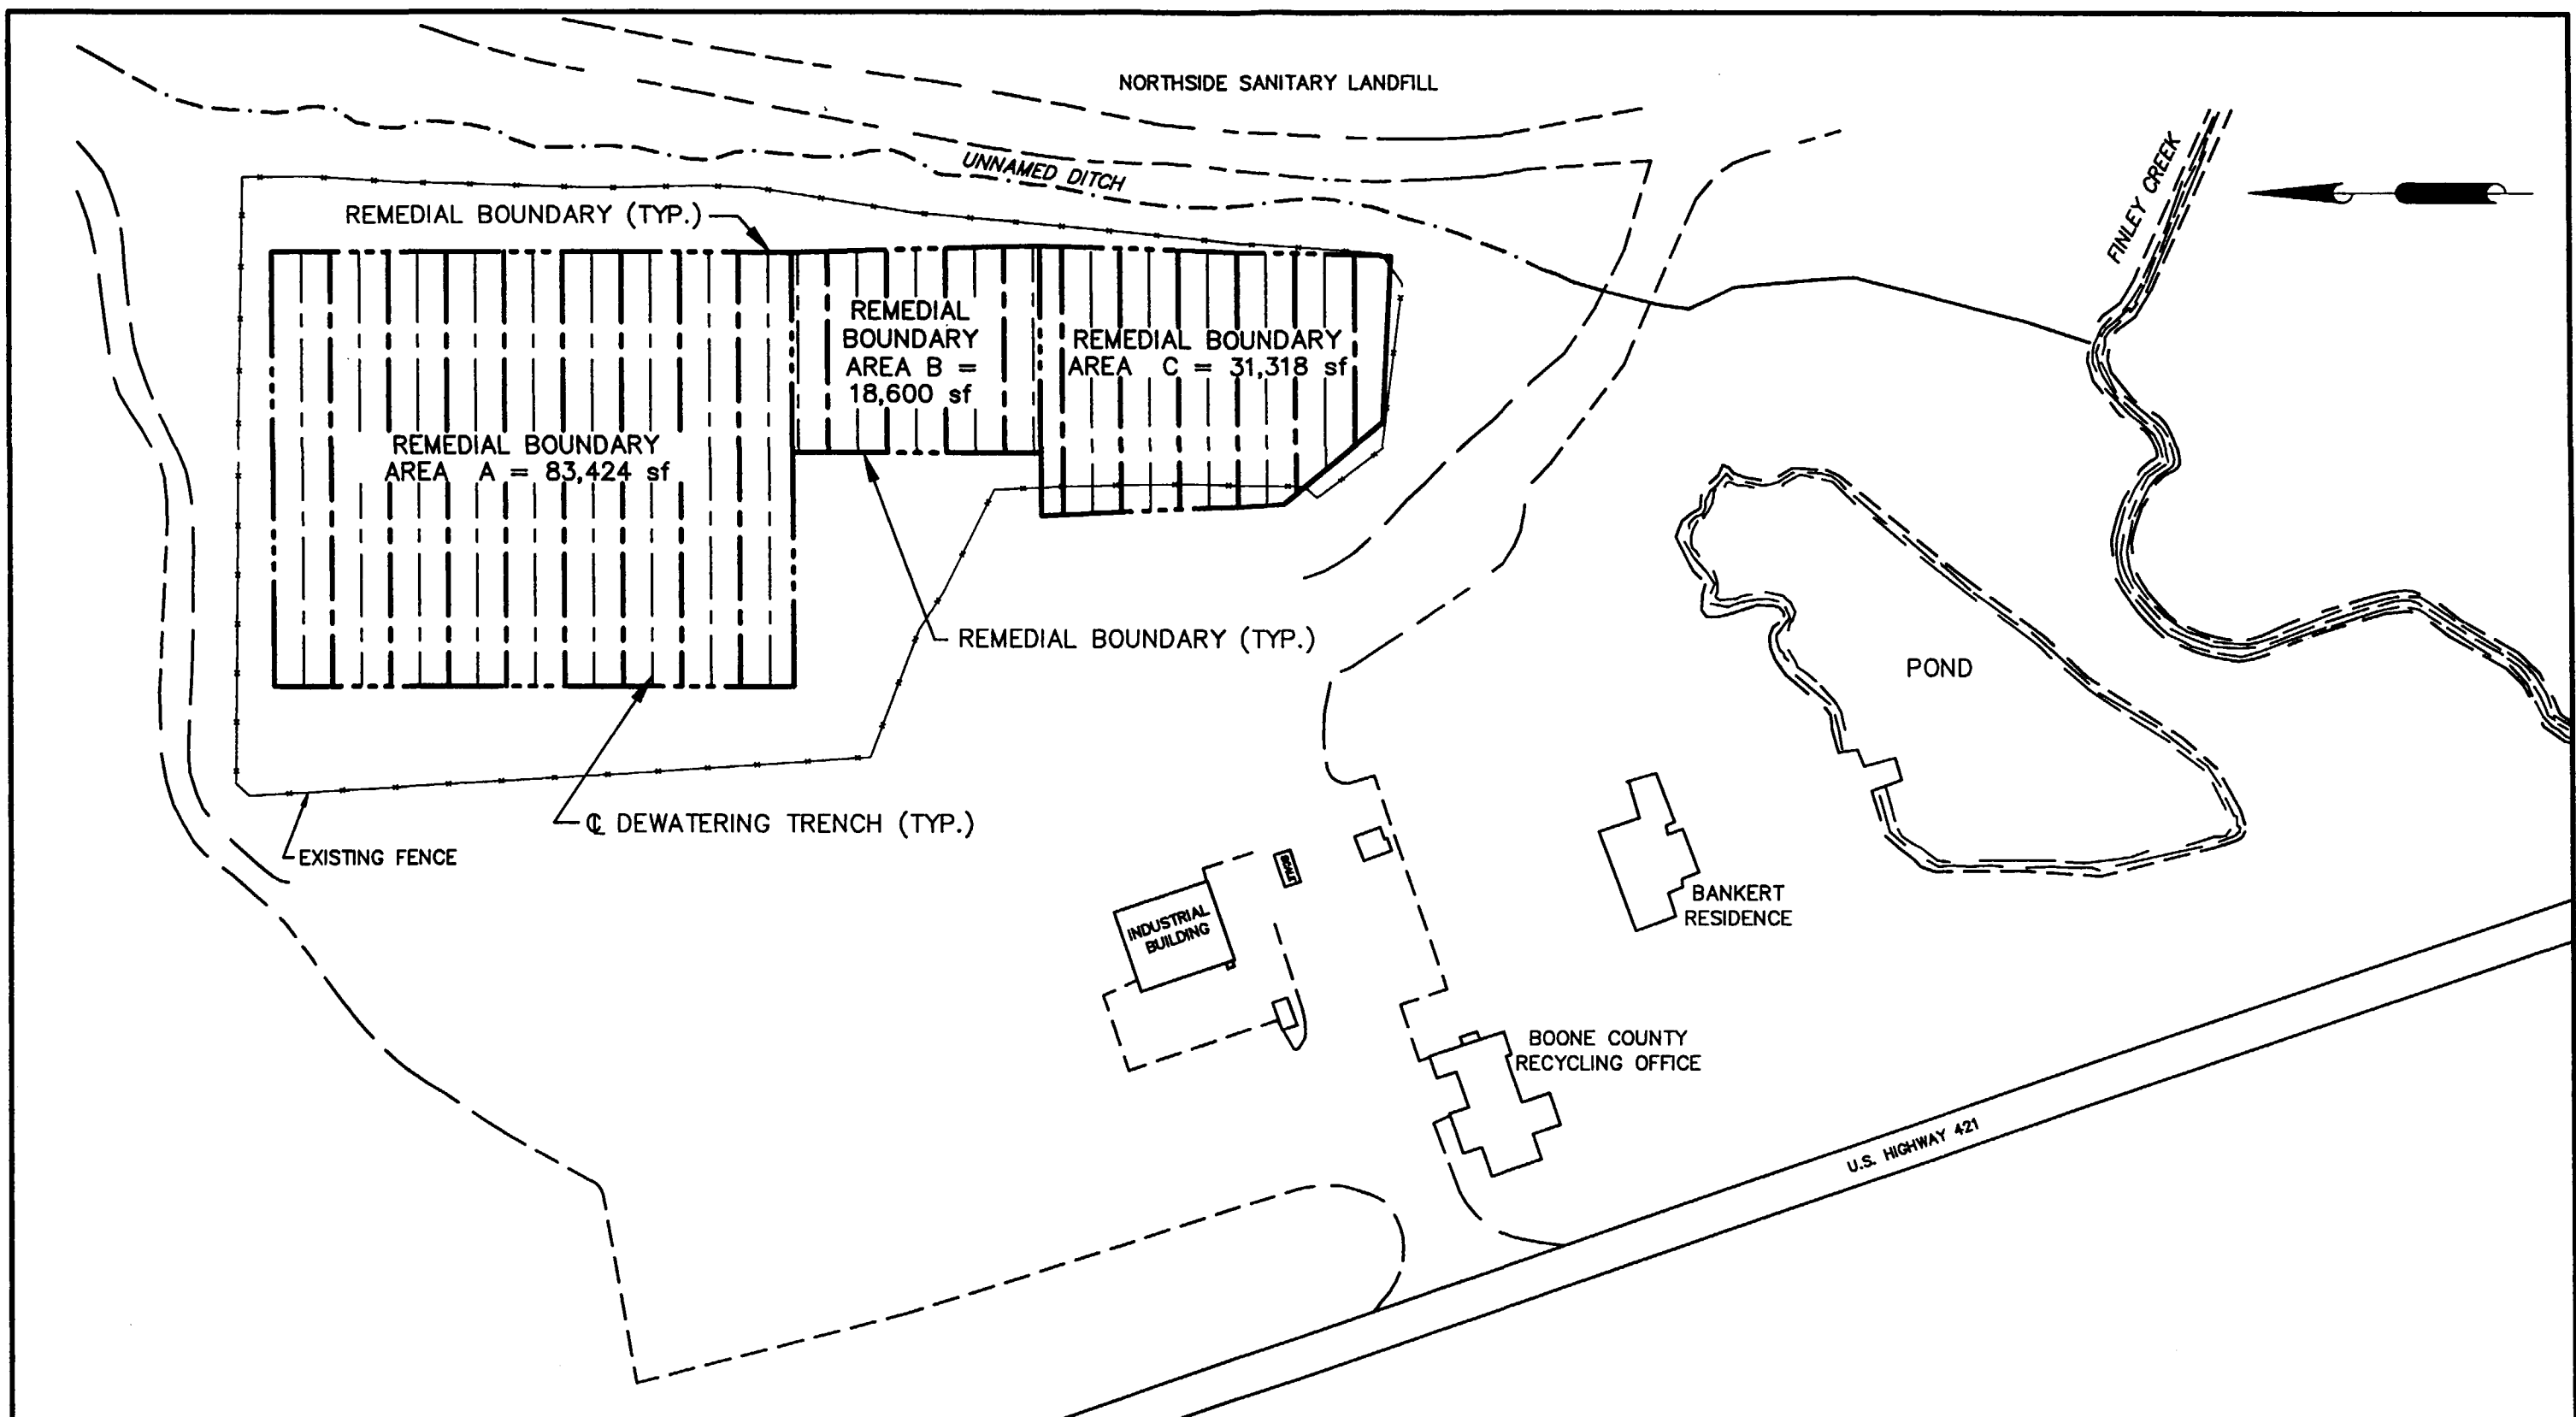 NORTHSIDE SANITARY LANDFILL
UNNAMED DITCH
FINLEY CREEK
REMEDIAL BOUNDARY (TYP.)
REMEDIAL
BOUNDARY
AREA B =
18,600 sf
REMEDIAL BOUNDARY
AREA C = 31,318 sf
REMEDIAL BOUNDARY
AREA A = 83,424 sf
REMEDIAL BOUNDARY (TYP.)
POND
℄ DEWATERING TRENCH (TYP.)
EXISTING FENCE
SCALE
INDUSTRIAL
BUILDING
BANKERT
RESIDENCE
BOONE COUNTY
RECYCLING OFFICE
U.S. HIGHWAY 421